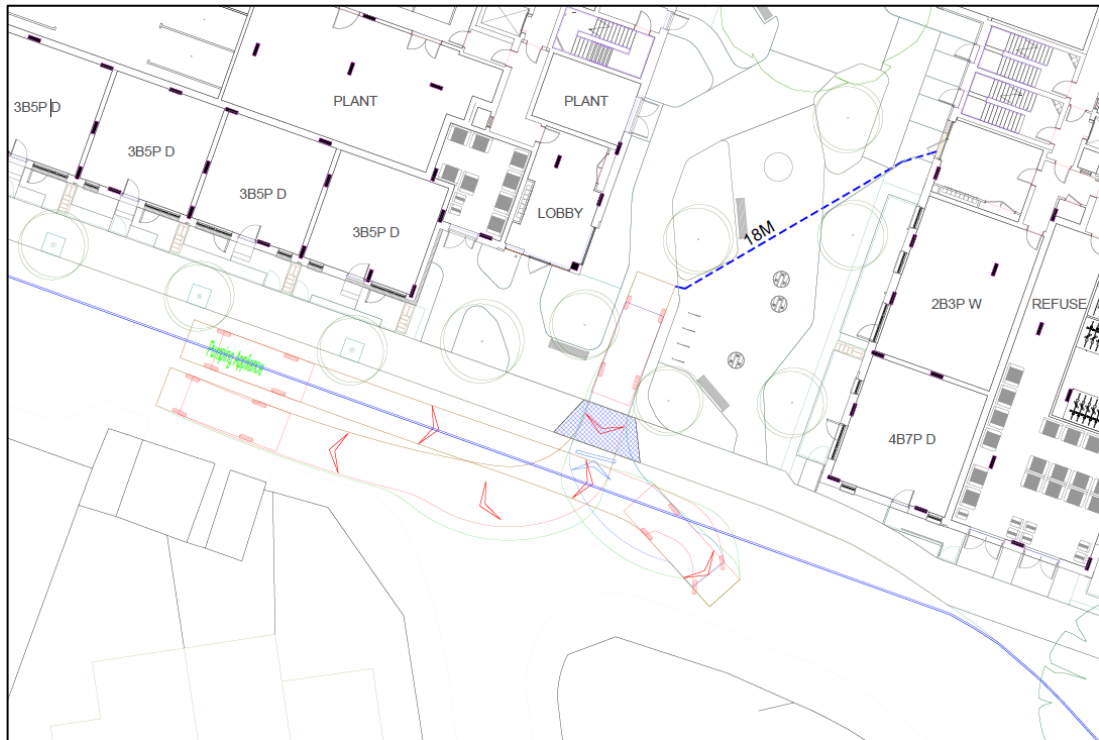 PLANT
PLANT
3B5P D
3B5P D
3B5P D
3B5P D
LOBBY
18M
2B3P W
REFUSE
4B7P D
Pumping Appliance